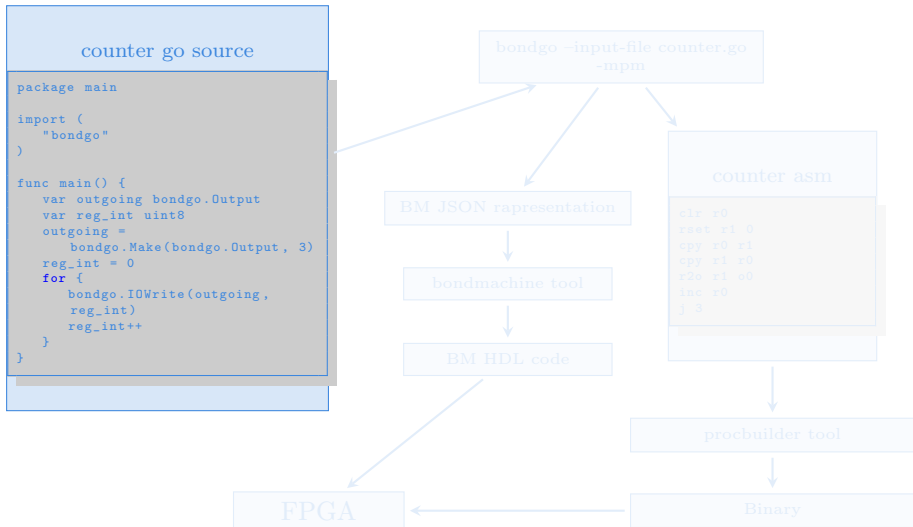 counter go source
package main
import (
"bondgo"
)
func main() {
var outgoing bondgo.Output
var reg_int uint8
outgoing =
bondgo.Make(bondgo.Output, 3)
reg_int = 0
for {
bondgo.IOWrite(outgoing,
reg_int)
reg_int++
}
}
bondgo –input-file counter.go
-mpm
BM JSON rapresentation
bondmachine tool
BM HDL code
FPGA
counter asm
clr r0
rset r1 0
cpy r0 r1
cpy r1 r0
r2o r1 o0
inc r0
j 3
procbuilder tool
Binary